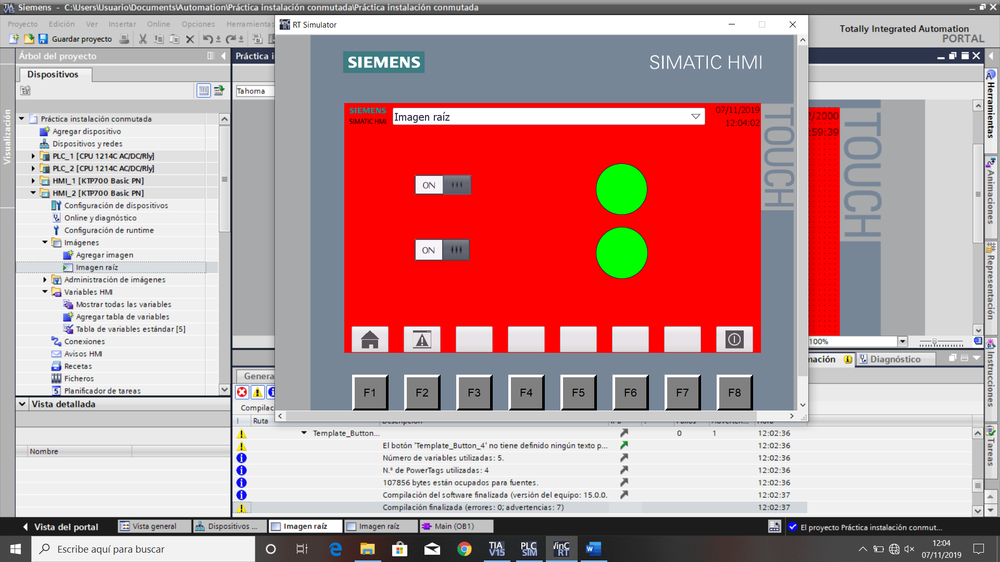 Siemens - C:\Users\Usuario\Documents\Automation\Práctica instalación conmutada\Práctica instalación conmutada
Proyecto Edición Ver Insertar Online Opciones Herramientas
Guardar proyecto
Totally Integrated Automation
PORTAL
Árbol del proyecto
Dispositivos
Visualización
Práctica instalación conmutada
Agregar dispositivo
Dispositivos y redes
PLC_1 [CPU 1214C AC/DC/Rly]
PLC_2 [CPU 1214C AC/DC/Rly]
HMI_1 [KTP700 Basic PN]
HMI_2 [KTP700 Basic PN]
Configuración de dispositivos
Online y diagnóstico
Configuración de runtime
Imágenes
Agregar imagen
Imagen raíz
Administración de imágenes
Variables HMI
Mostrar todas las variables
Agregar tabla de variables
Tabla de variables estándar [5]
Conexiones
Avisos HMI
Recetas
Ficheros
Planificador de tareas
Vista detallada
Nombre
Práctica i
Tahoma
RT Simulator
SIEMENS
SIMATIC HMI
SIEMENS
SIMATIC HMI
Imagen raíz
07/11/2019
12:04:02
TOUCH
ON
ON
F1 F2 F3 F4 F5 F6 F7 F8
2/2000
:59:39
TOUCH
100%
mación
Diagnóstico
Herramientas
Animaciones
Representación
Instrucciones
Tareas
Genera
Compilac
! Ruta Descripción
Template_Button... 0 1 12:02:36
El botón 'Template_Button_4' no tiene definido ningún texto p... 12:02:36
Número de variables utilizadas: 5. 12:02:36
N.º de PowerTags utilizadas: 4 12:02:36
107856 bytes están ocupados para fuentes. 12:02:36
Compilación del software finalizada (versión del equipo: 15.0.0. 12:02:37
Compilación finalizada (errores: 0; advertencias: 7) 12:02:37
Vista del portal
Vista general
Dispositivos ...
Imagen raíz
Imagen raíz
Main (OB1)
El proyecto Práctica instalación conmut...
Escribe aquí para buscar
TIA V15
PLC SIM
WinC RT
12:04
07/11/2019